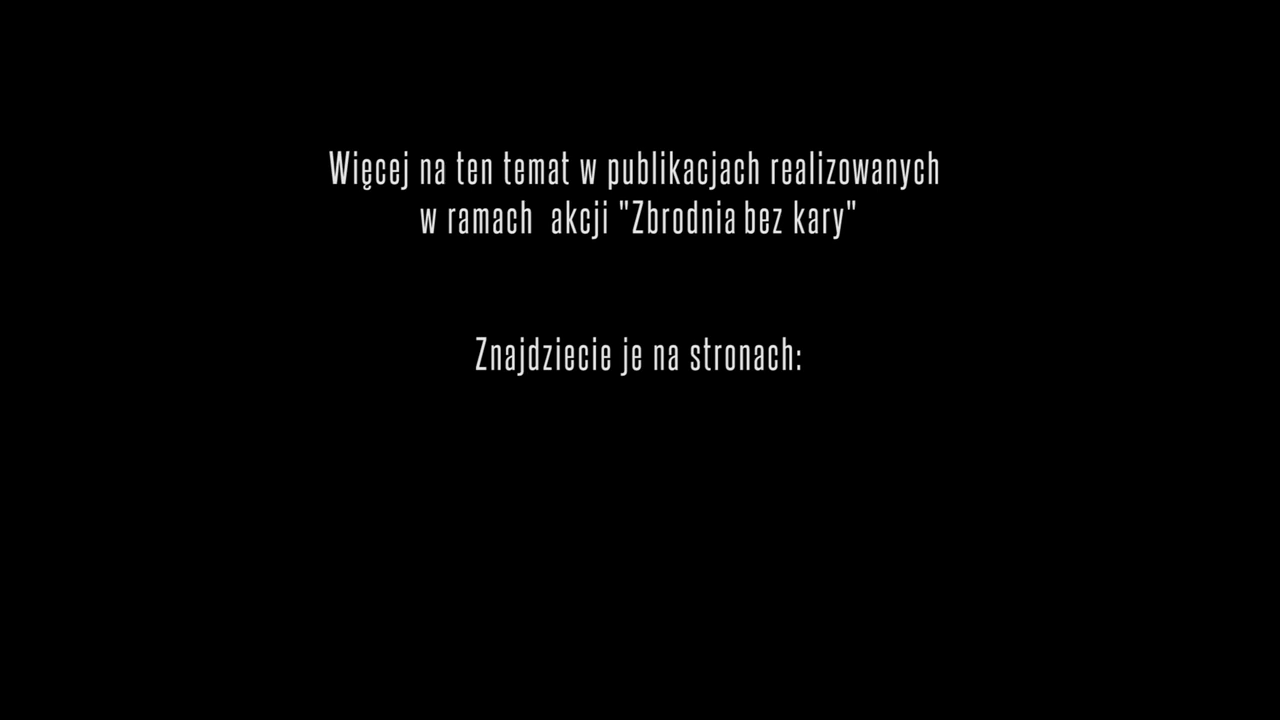 Więcej na ten temat w publikacjach realizowanych
w ramach akcji "Zbrodnia bez kary"
Znajdziecie je na stronach: